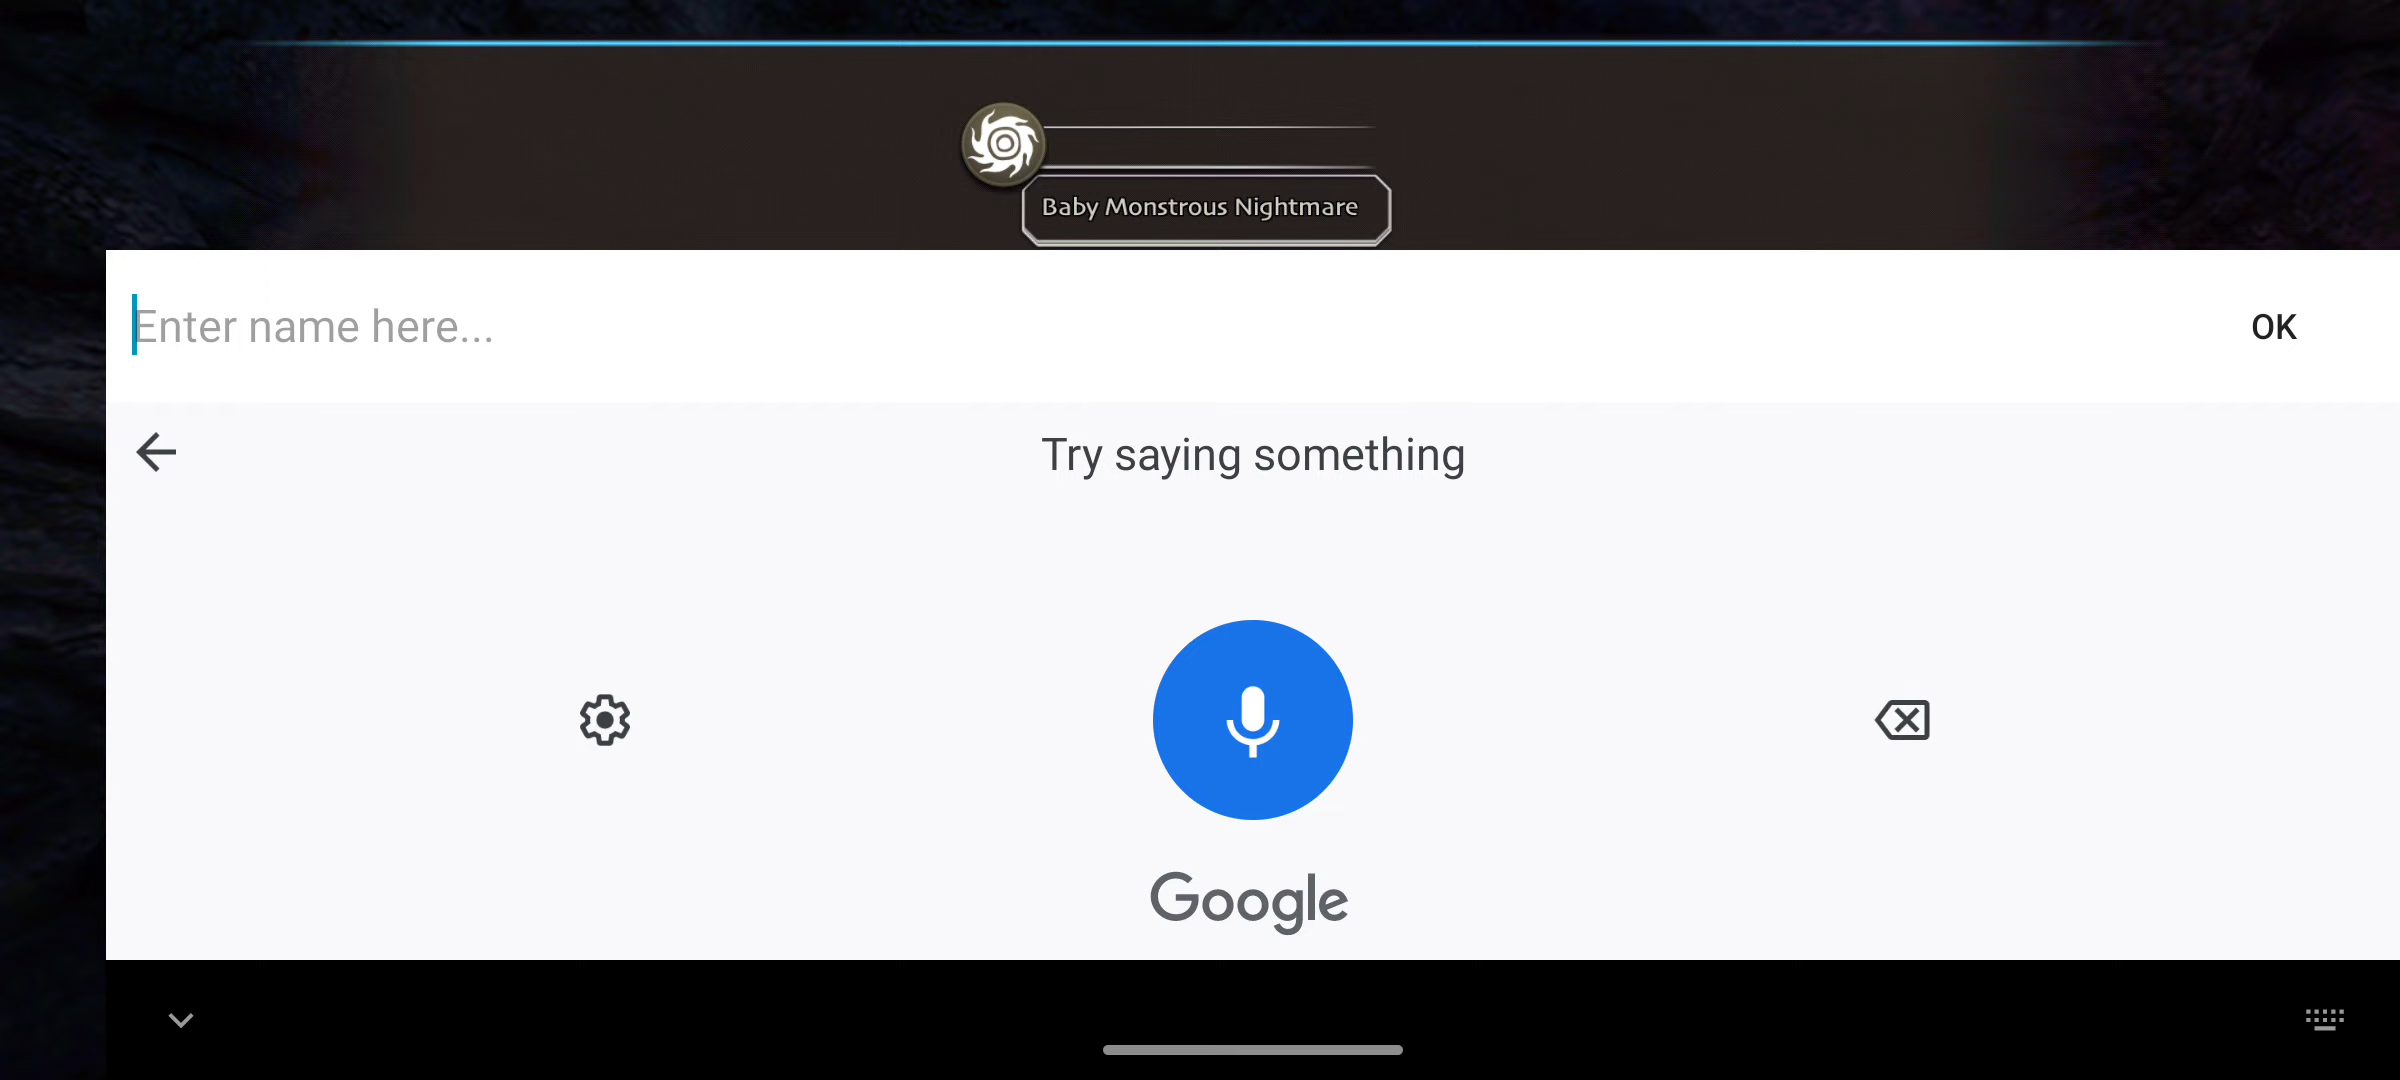 Baby Monstrous Nightmare
Enter name here...
OK
Try saying something
Google